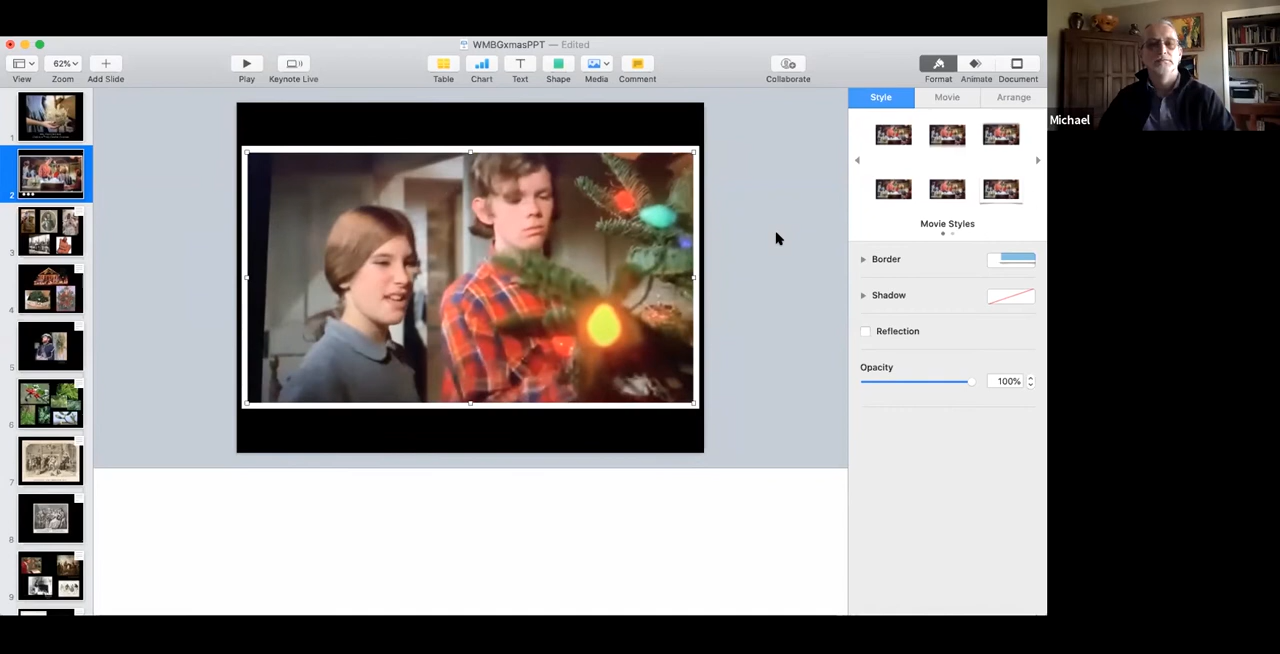 WMBGxmasPPT — Edited
View
62%
Zoom
Add Slide
Play
Keynote Live
Table
Chart
Text
Shape
Media
Comment
Collaborate
Format
Animate
Document
Style
Movie
Arrange
Movie Styles
Border
Shadow
Reflection
Opacity
100%
1
2
3
4
5
6
7
8
9
Michael